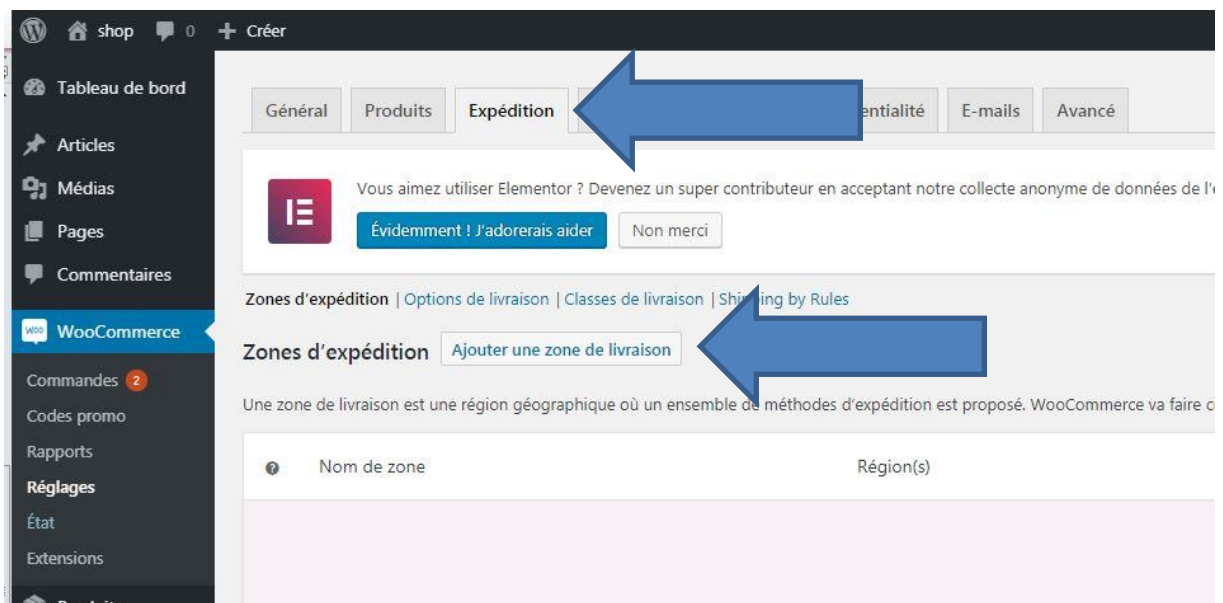 shop 0 + Créer
Tableau de bord
Articles
Médias
Pages
Commentaires
WooCommerce
Commandes 2
Codes promo
Rapports
Réglages
État
Extensions
Général Produits Expédition E-mails Avancé
Vous aimez utiliser Elementor ? Devenez un super contributeur en acceptant notre collecte anonyme de données de l'
Évidemment ! J'adorerais aider Non merci
Zones d'expédition | Options de livraison | Classes de livraison | Shipping by Rules
Zones d'expédition Ajouter une zone de livraison
Une zone de livraison est une région géographique où un ensemble de méthodes d'expédition est proposé. WooCommerce va faire
Nom de zone Région(s)